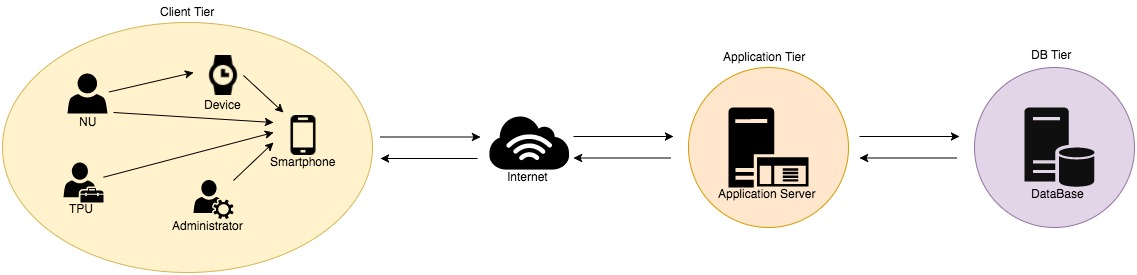 Client Tier
Device
NU
Smartphone
TPU
Administrator
Internet
Application Tier
Application Server
DB Tier
DataBase